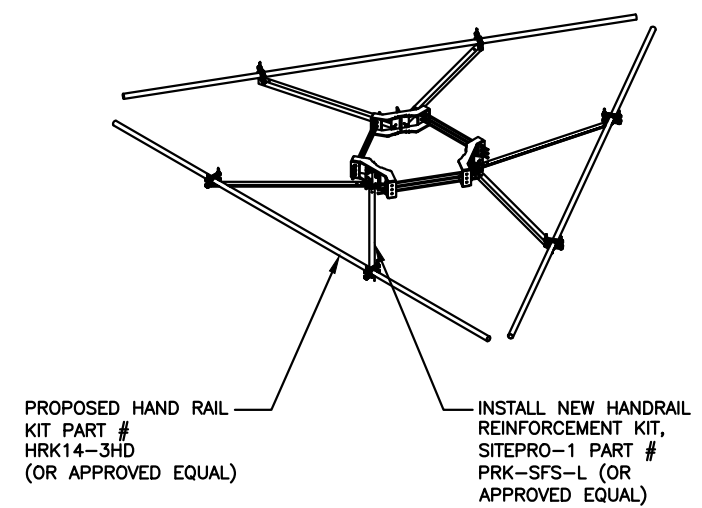 PROPOSED HAND RAIL
KIT PART #
HRK14-3HD
(OR APPROVED EQUAL)
INSTALL NEW HANDRAIL
REINFORCEMENT KIT,
SITEPRO-1 PART #
PRK-SFS-L (OR
APPROVED EQUAL)